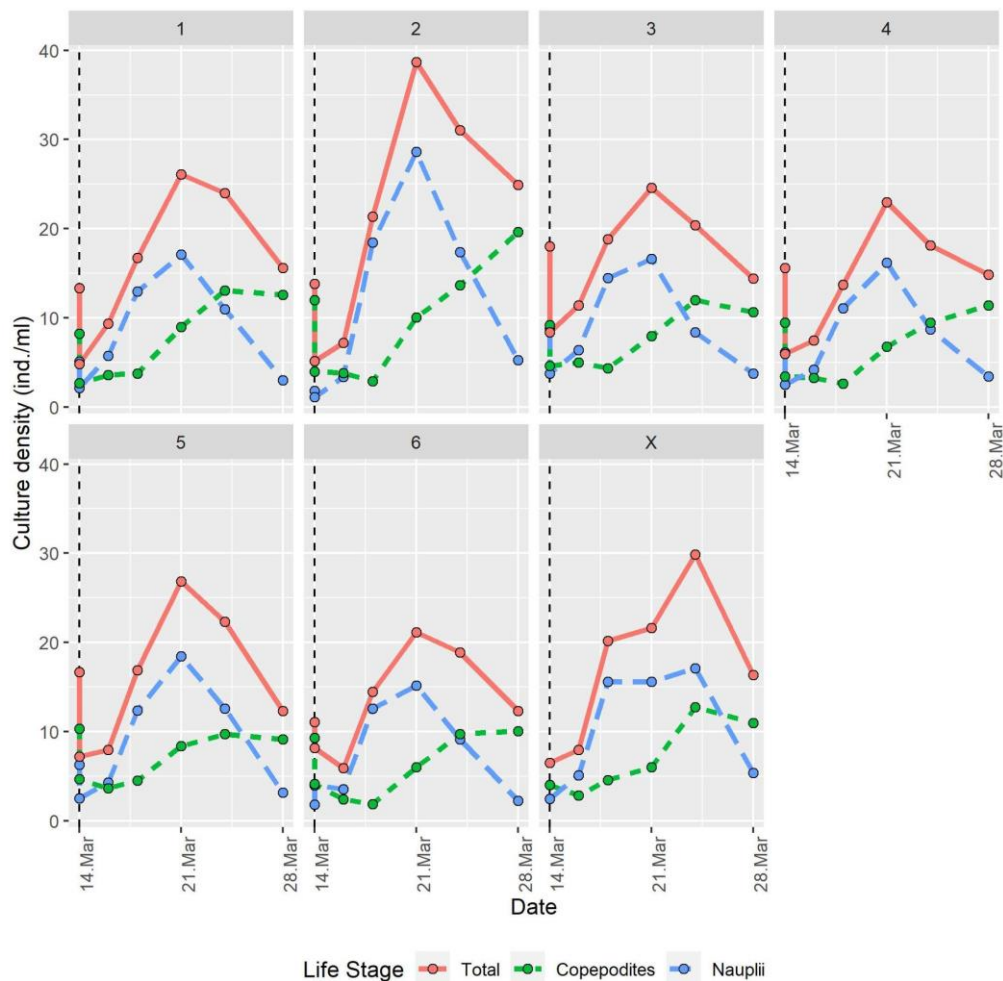 1 2 3 4
40
30
20
10
0
14.Mar 21.Mar 28.Mar
5 6 X
40
30
20
10
0
14.Mar 21.Mar 28.Mar 14.Mar 21.Mar 28.Mar 14.Mar 21.Mar 28.Mar
Culture density (ind./ml)
Date
Life Stage Total Copepodites Nauplii